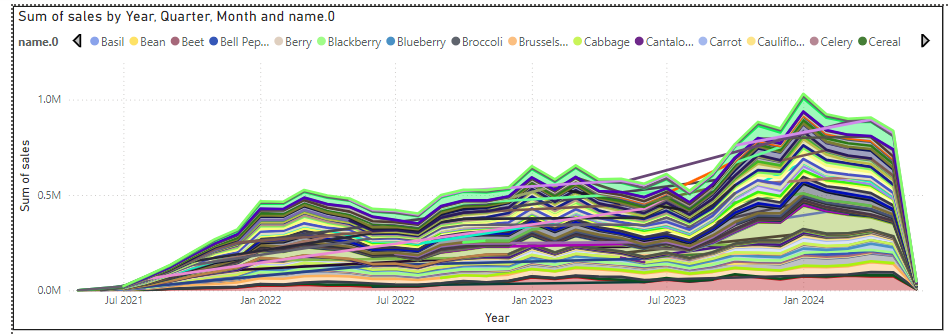 Sum of sales by Year, Quarter, Month and name.0
name.0 Basil Bean Beet Bell Pep... Berry Blackberry Blueberry Broccoli Brussels... Cabbage Cantalo... Carrot Cauliflo... Celery Cereal
1.0M
0.5M
0.0M
Sum of sales
Jul 2021 Jan 2022 Jul 2022 Jan 2023 Jul 2023 Jan 2024
Year